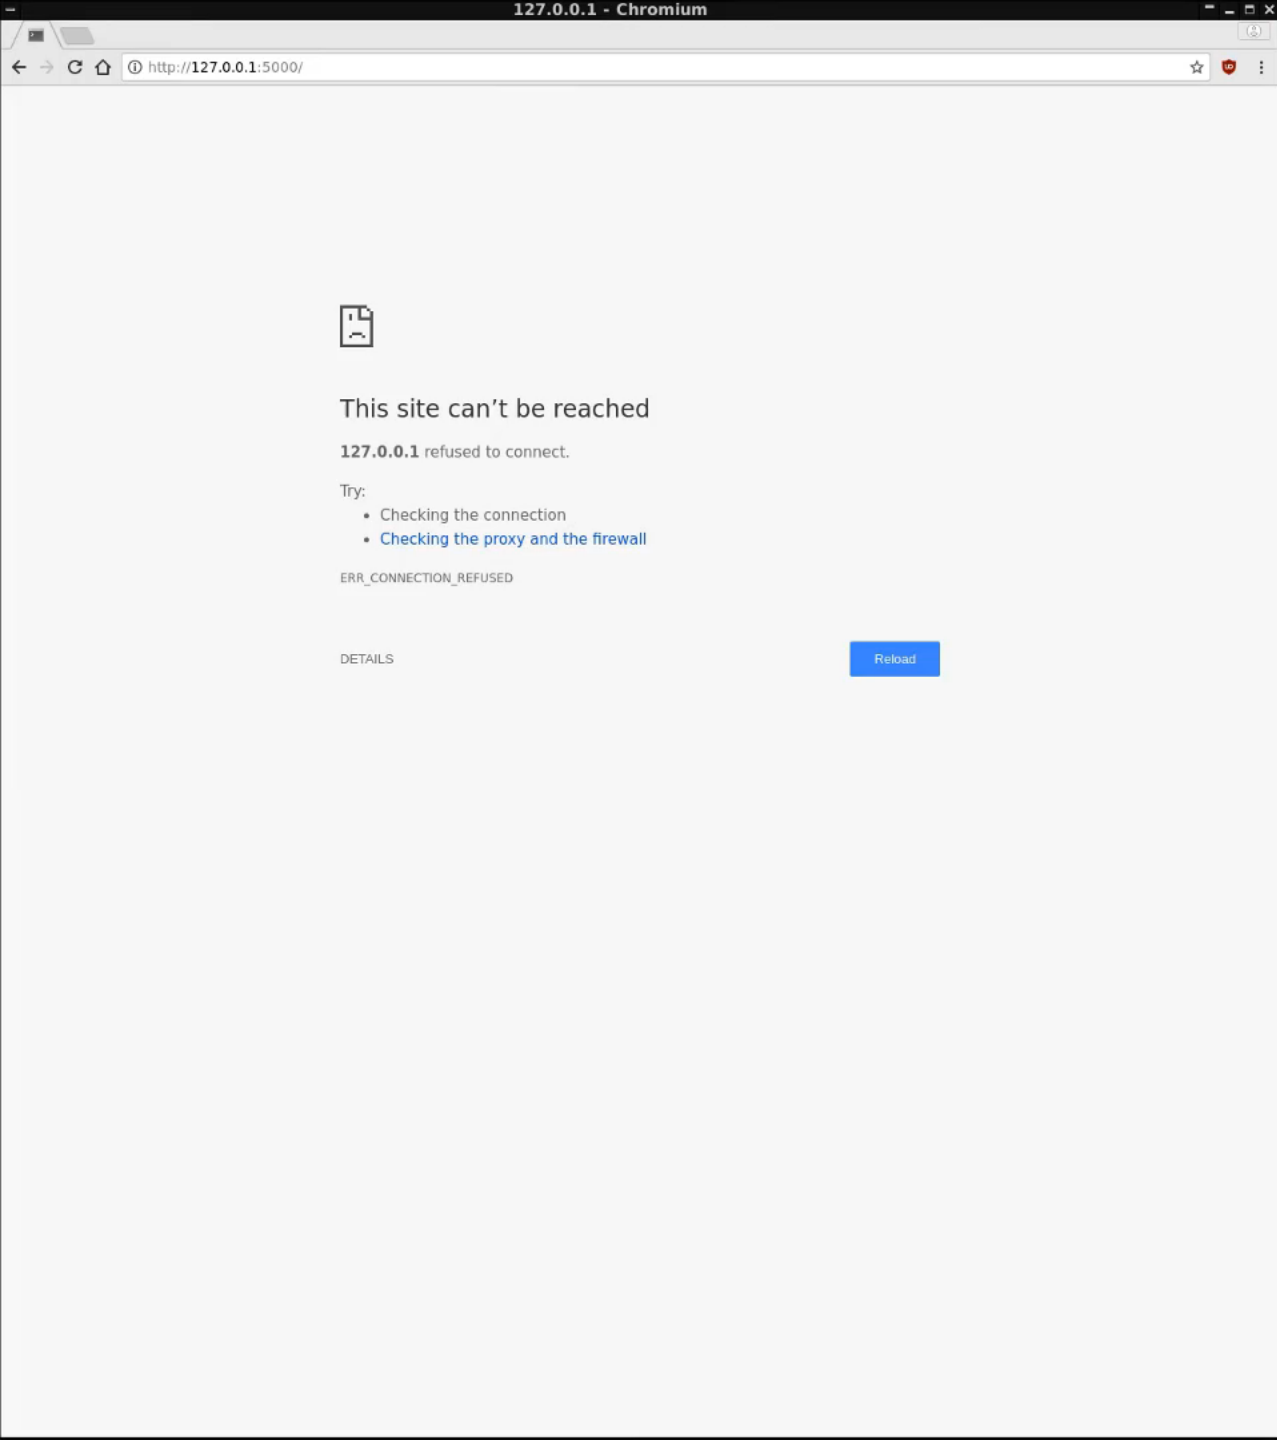 127.0.0.1 - Chromium
http://127.0.0.1:5000/
This site can’t be reached
127.0.0.1 refused to connect.
Try:
• Checking the connection
• Checking the proxy and the firewall
ERR_CONNECTION_REFUSED
DETAILS
Reload